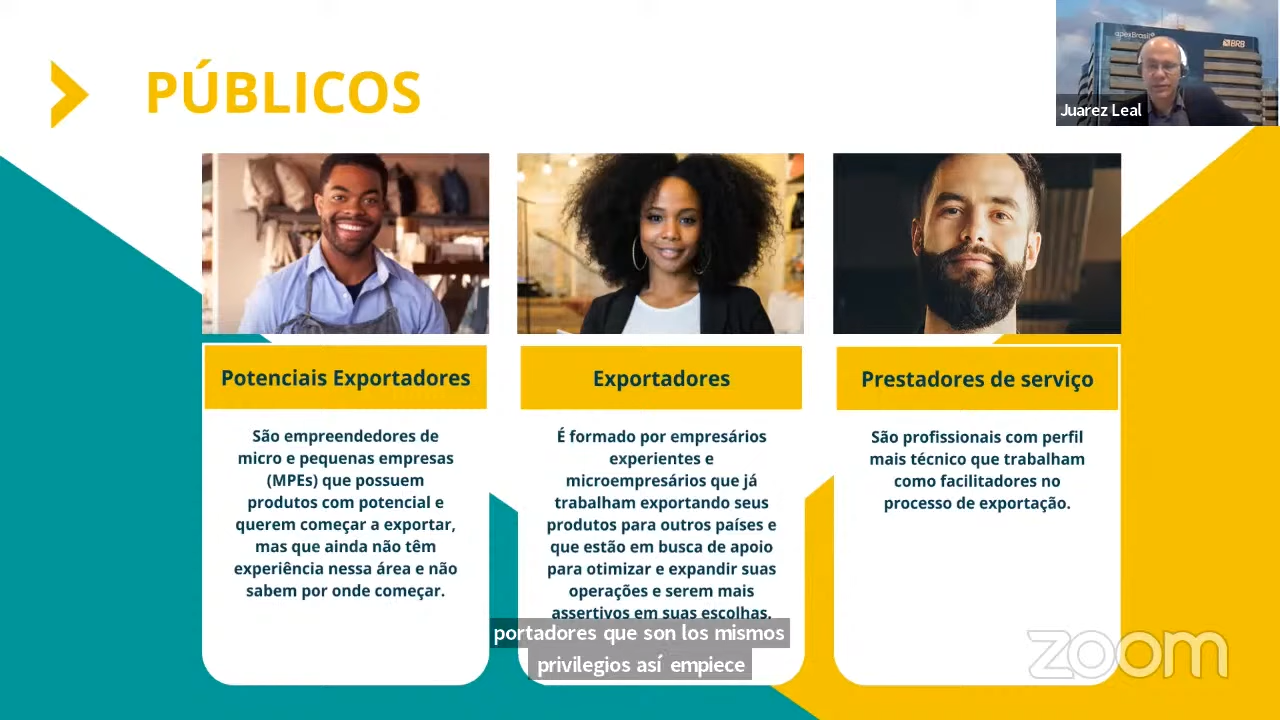 PÚBLICOS
apexBrasil
BRB
Juarez Leal
Potenciais Exportadores
São empreendedores de
micro e pequenas empresas
(MPEs) que possuem
produtos com potencial e
querem começar a exportar,
mas que ainda não têm
experiência nessa área e não
sabem por onde começar.
Exportadores
É formado por empresários
experientes e
microempresários que já
trabalham exportando seus
produtos para outros países e
que estão em busca de apoio
para otimizar e expandir suas
operações e serem mais
assertivos em suas escolhas.
Prestadores de serviço
São profissionais com perfil
mais técnico que trabalham
como facilitadores no
processo de exportação.
portadores que son los mismos
privilegios así empiece
zoom